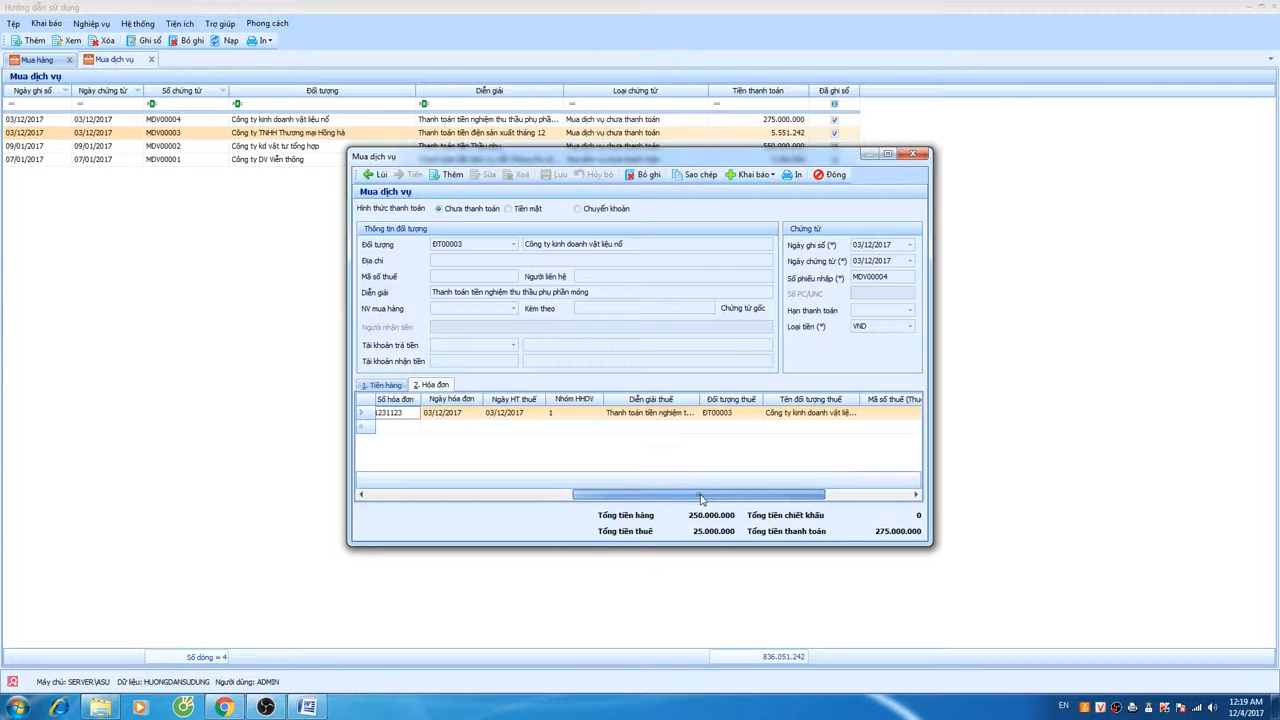 Hướng dẫn sử dụng
Tệp Khai báo Nghiệp vụ Hệ thống Tiện ích Trợ giúp Phong cách
Thêm Xem Xóa Ghi sổ Bỏ ghi Nạp In
Mua hàng Mua dịch vụ
Mua dịch vụ
Ngày ghi sổ Ngày chứng từ Số chứng từ Đối tượng Diễn giải Loại chứng từ Tiền thanh toán Đã ghi sổ
03/12/2017 03/12/2017 MDV00004 Công ty kinh doanh vật liệu nổ Thanh toán tiền nghiệm thu thầu phụ phầ... Mua dịch vụ chưa thanh toán 275.000.000
03/12/2017 03/12/2017 MDV00003 Công ty TNHH Thương mại Hồng hà Thanh toán tiền điện sản xuất tháng 12 Mua dịch vụ chưa thanh toán 5.551.242
09/01/2017 09/01/2017 MDV00002 Công ty kd vật tư tổng hợp Thanh toán tiền Thầu phụ Mua dịch vụ chưa thanh toán 550.000.000
07/01/2017 07/01/2017 MDV00001 Công ty DV Viễn thông
Mua dịch vụ
Lùi Tiến Thêm Sửa Xoá Lưu Hủy bỏ Bỏ ghi Sao chép Khai báo In Đóng
Mua dịch vụ
Hình thức thanh toán Chưa thanh toán Tiền mặt Chuyển khoản
Thông tin đối tượng Chứng từ
Đối tượng ĐT00003 Công ty kinh doanh vật liệu nổ Ngày ghi sổ (*) 03/12/2017
Địa chỉ Ngày chứng từ (*) 03/12/2017
Mã số thuế Người liên hệ Số phiếu nhập (*) MDV00004
Diễn giải Thanh toán tiền nghiệm thu thầu phụ phần móng Số PC/UNC
NV mua hàng Kèm theo Chứng từ gốc Hạn thanh toán
Người nhận tiền Loại tiền (*) VND
Tài khoản trả tiền
Tài khoản nhận tiền
1. Tiền hàng 2. Hóa đơn
Số hóa đơn Ngày hóa đơn Ngày HT thuế Nhóm HHDV Diễn giải thuế Đối tượng thuế Tên đối tượng thuế Mã số thuế (Thu
1231123 03/12/2017 03/12/2017 1 Thanh toán tiền nghiệm t... ĐT00003 Công ty kinh doanh vật liệ...
Tổng tiền hàng 250.000.000 Tổng tiền chiết khấu 0
Tổng tiền thuế 25.000.000 Tổng tiền thanh toán 275.000.000
Số dòng = 4 836.051.242
Máy chủ: SERVER\ASU Dữ liệu: HUONGDANSUDUNG Người dùng: ADMIN
EN 12:19 AM
12/4/2017